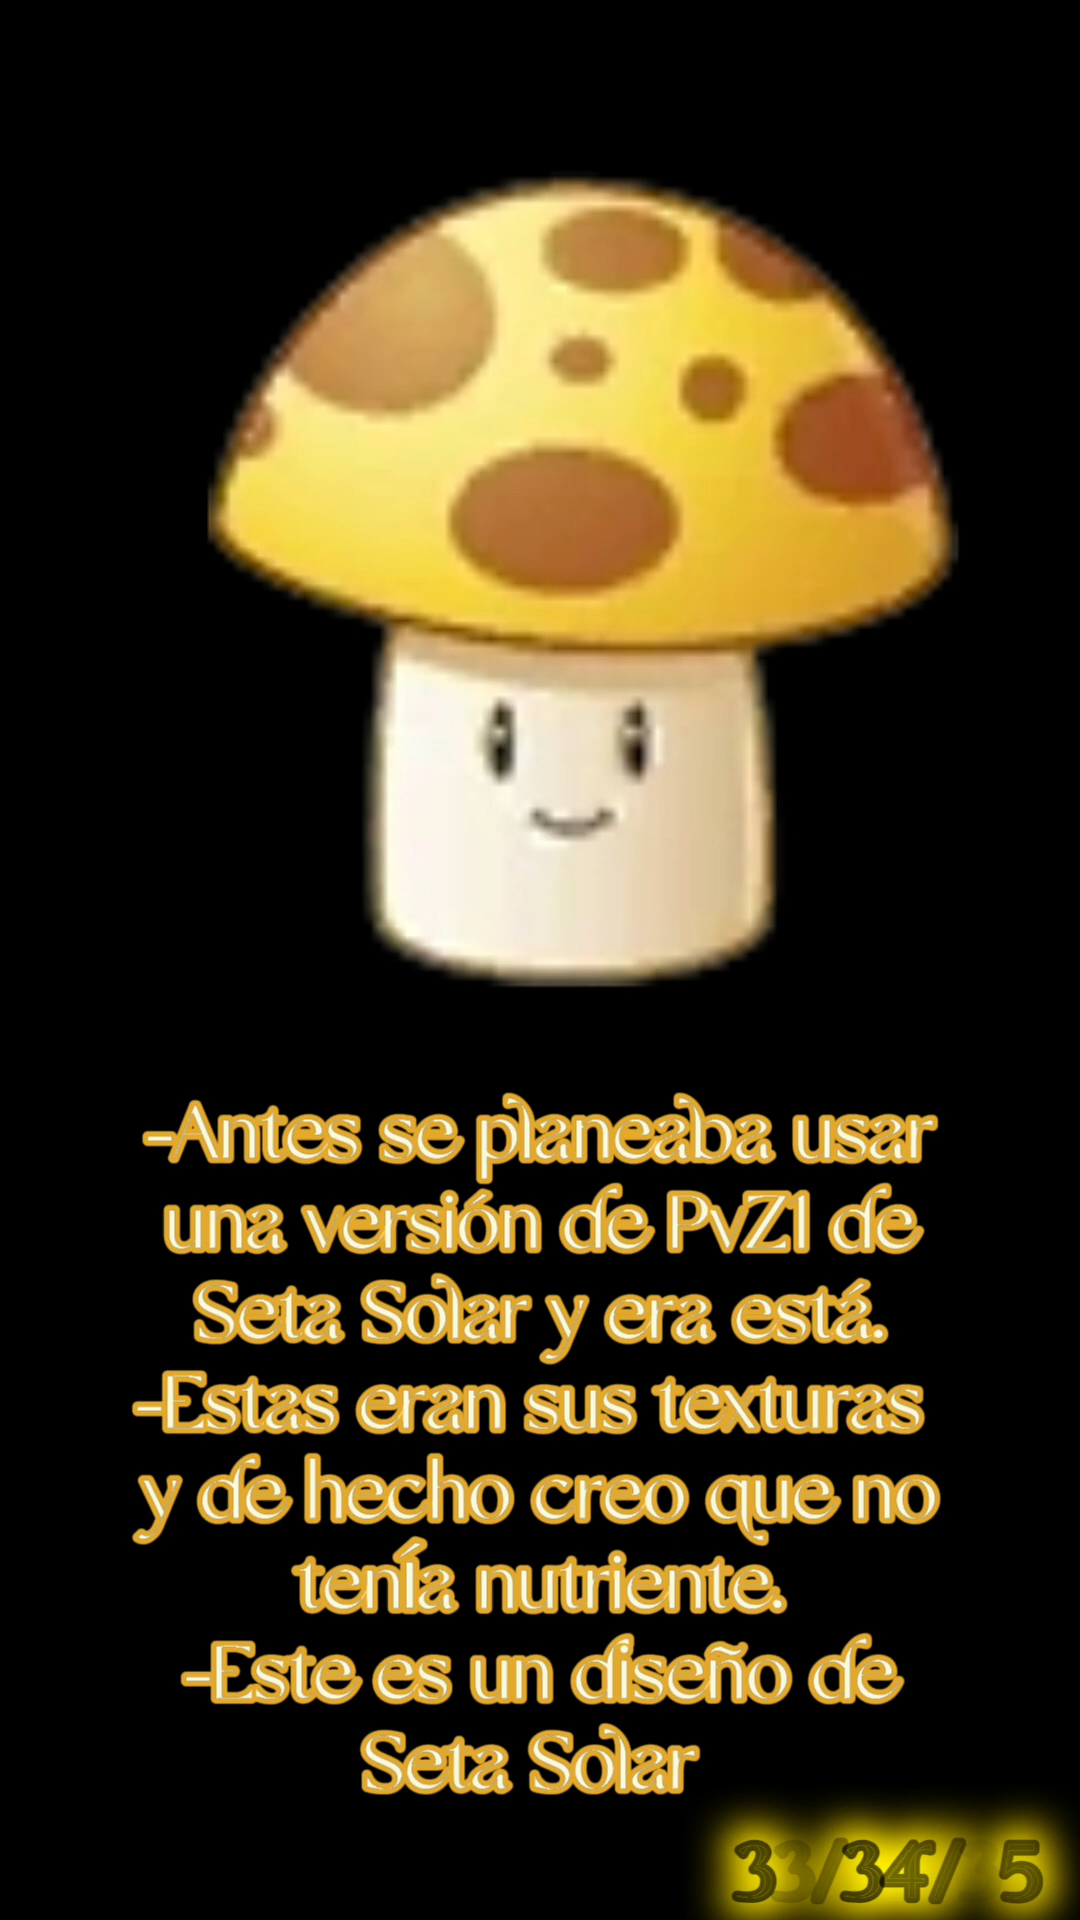 -Antes se planeaba usar
una versión de PvZ1 de
Seta Solar y era está.
-Estas eran sus texturas
y de hecho creo que no
tenía nutriente.
-Este es un diseño de
Seta Solar
33/34/ 5